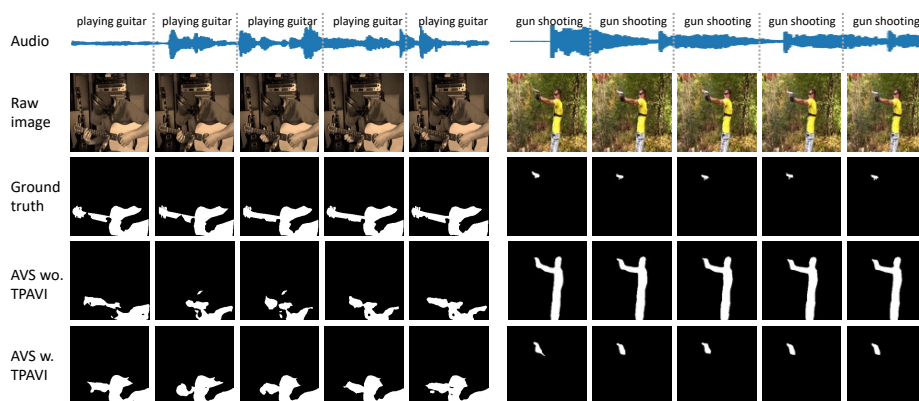 playing guitar playing guitar playing guitar playing guitar playing guitar gun shooting gun shooting gun shooting gun shooting gun shooting
Audio
Raw
image
Ground
truth
AVS wo.
TPAVI
AVS w.
TPAVI